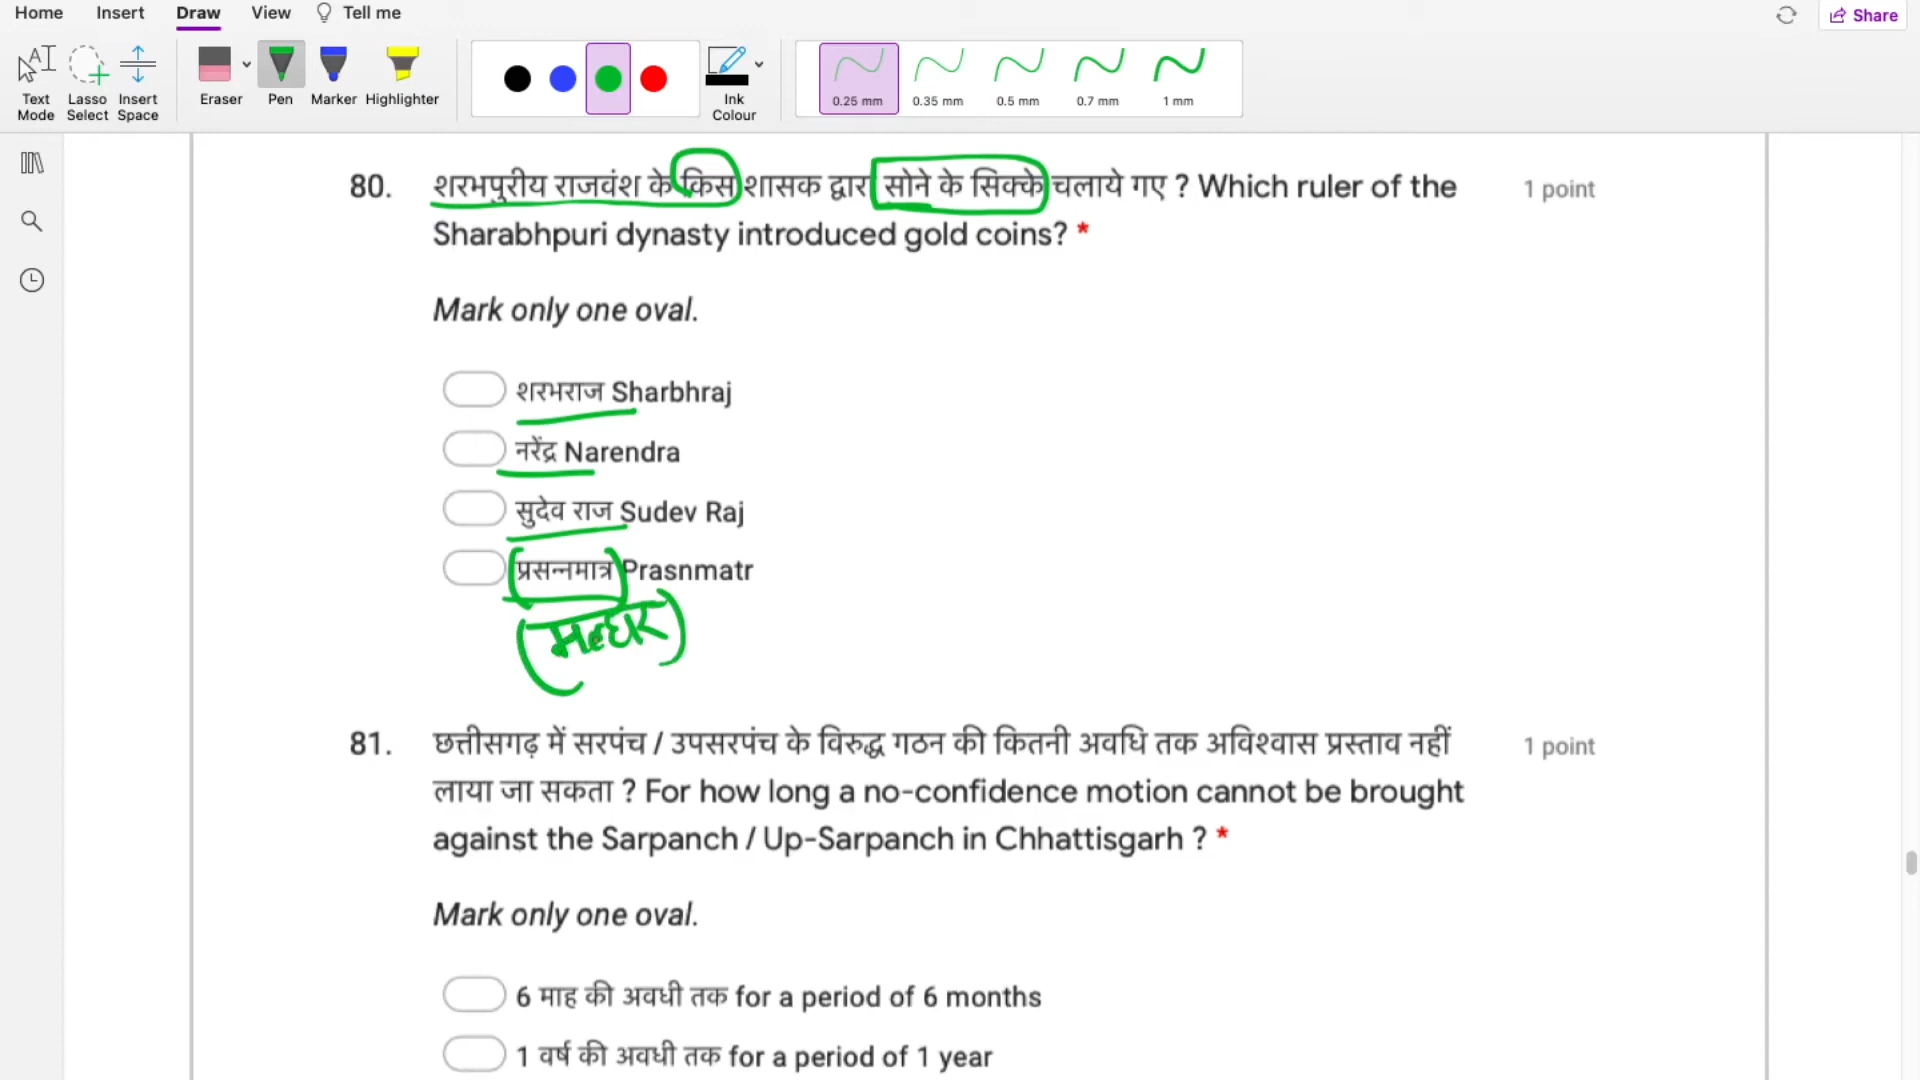 Home Insert Draw View Tell me Share
Text Mode Lasso Select Insert Space Eraser Pen Marker Highlighter Ink Colour 0.25 mm 0.35 mm 0.5 mm 0.7 mm 1 mm
80. शरभपुरीय राजवंश के किस शासक द्वारा सोने के सिक्के चलाये गए ? Which ruler of the 1 point
Sharabhpuri dynasty introduced gold coins? *
Mark only one oval.
शरभराज Sharbhraj
नरेंद्र Narendra
सुदेव राज Sudev Raj
प्रसन्नमात्र Prasnmatr
81. छत्तीसगढ़ में सरपंच / उपसरपंच के विरुद्ध गठन की कितनी अवधि तक अविश्वास प्रस्ताव नहीं 1 point
लाया जा सकता ? For how long a no-confidence motion cannot be brought
against the Sarpanch / Up-Sarpanch in Chhattisgarh ? *
Mark only one oval.
6 माह की अवधी तक for a period of 6 months
1 वर्ष की अवधी तक for a period of 1 year